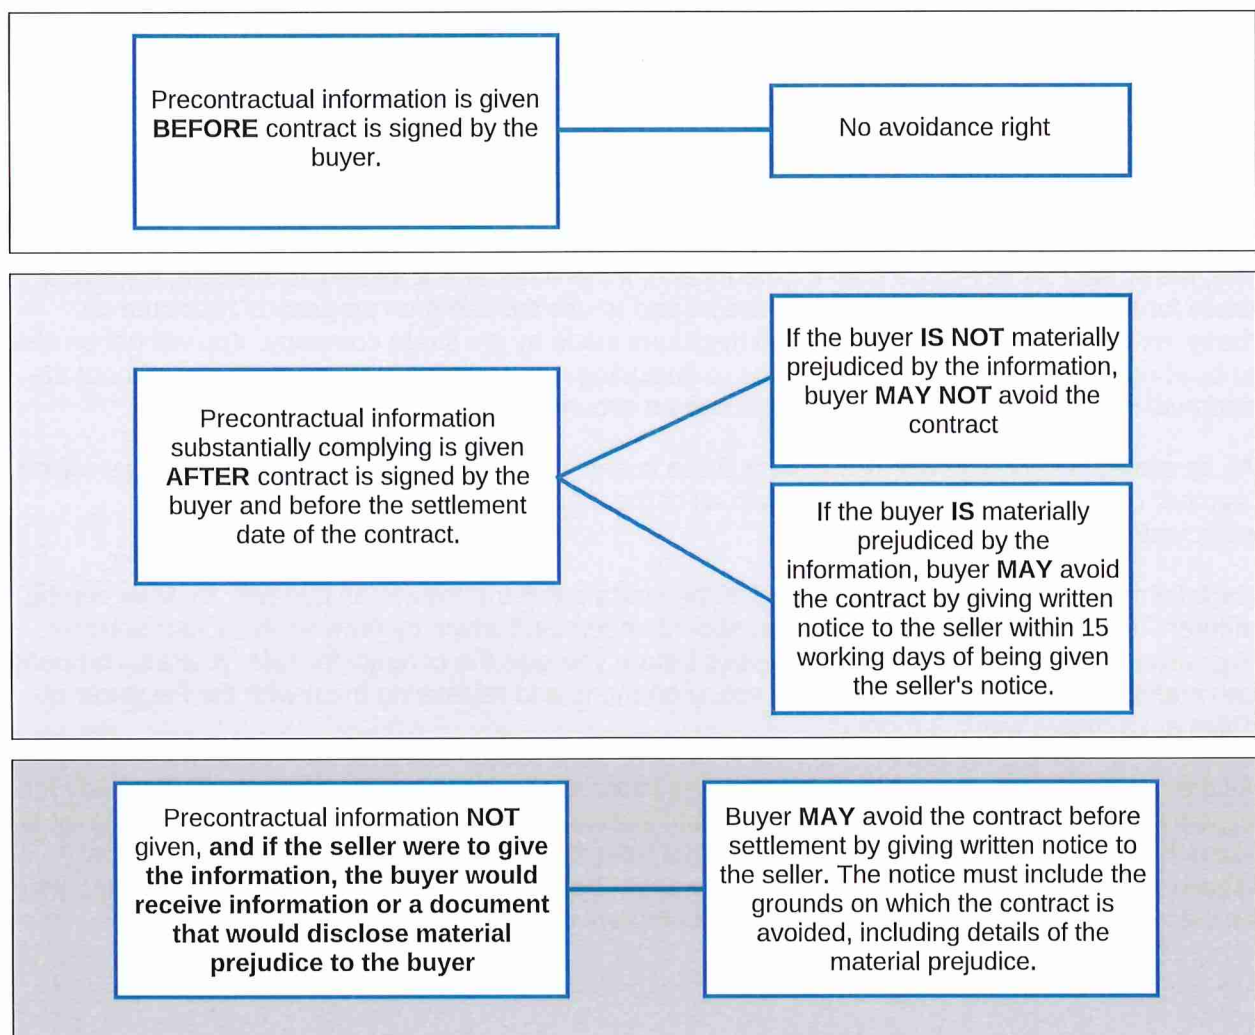 Precontractual information is given
BEFORE contract is signed by the
buyer.
No avoidance right
Precontractual information
substantially complying is given
AFTER contract is signed by the
buyer and before the settlement
date of the contract.
If the buyer IS NOT materially
prejudiced by the information,
buyer MAY NOT avoid the
contract
If the buyer IS materially
prejudiced by the
information, buyer MAY avoid
the contract by giving written
notice to the seller within 15
working days of being given
the seller's notice.
Precontractual information NOT
given, and if the seller were to give
the information, the buyer would
receive information or a document
that would disclose material
prejudice to the buyer
Buyer MAY avoid the contract before
settlement by giving written notice to
the seller. The notice must include the
grounds on which the contract is
avoided, including details of the
material prejudice.